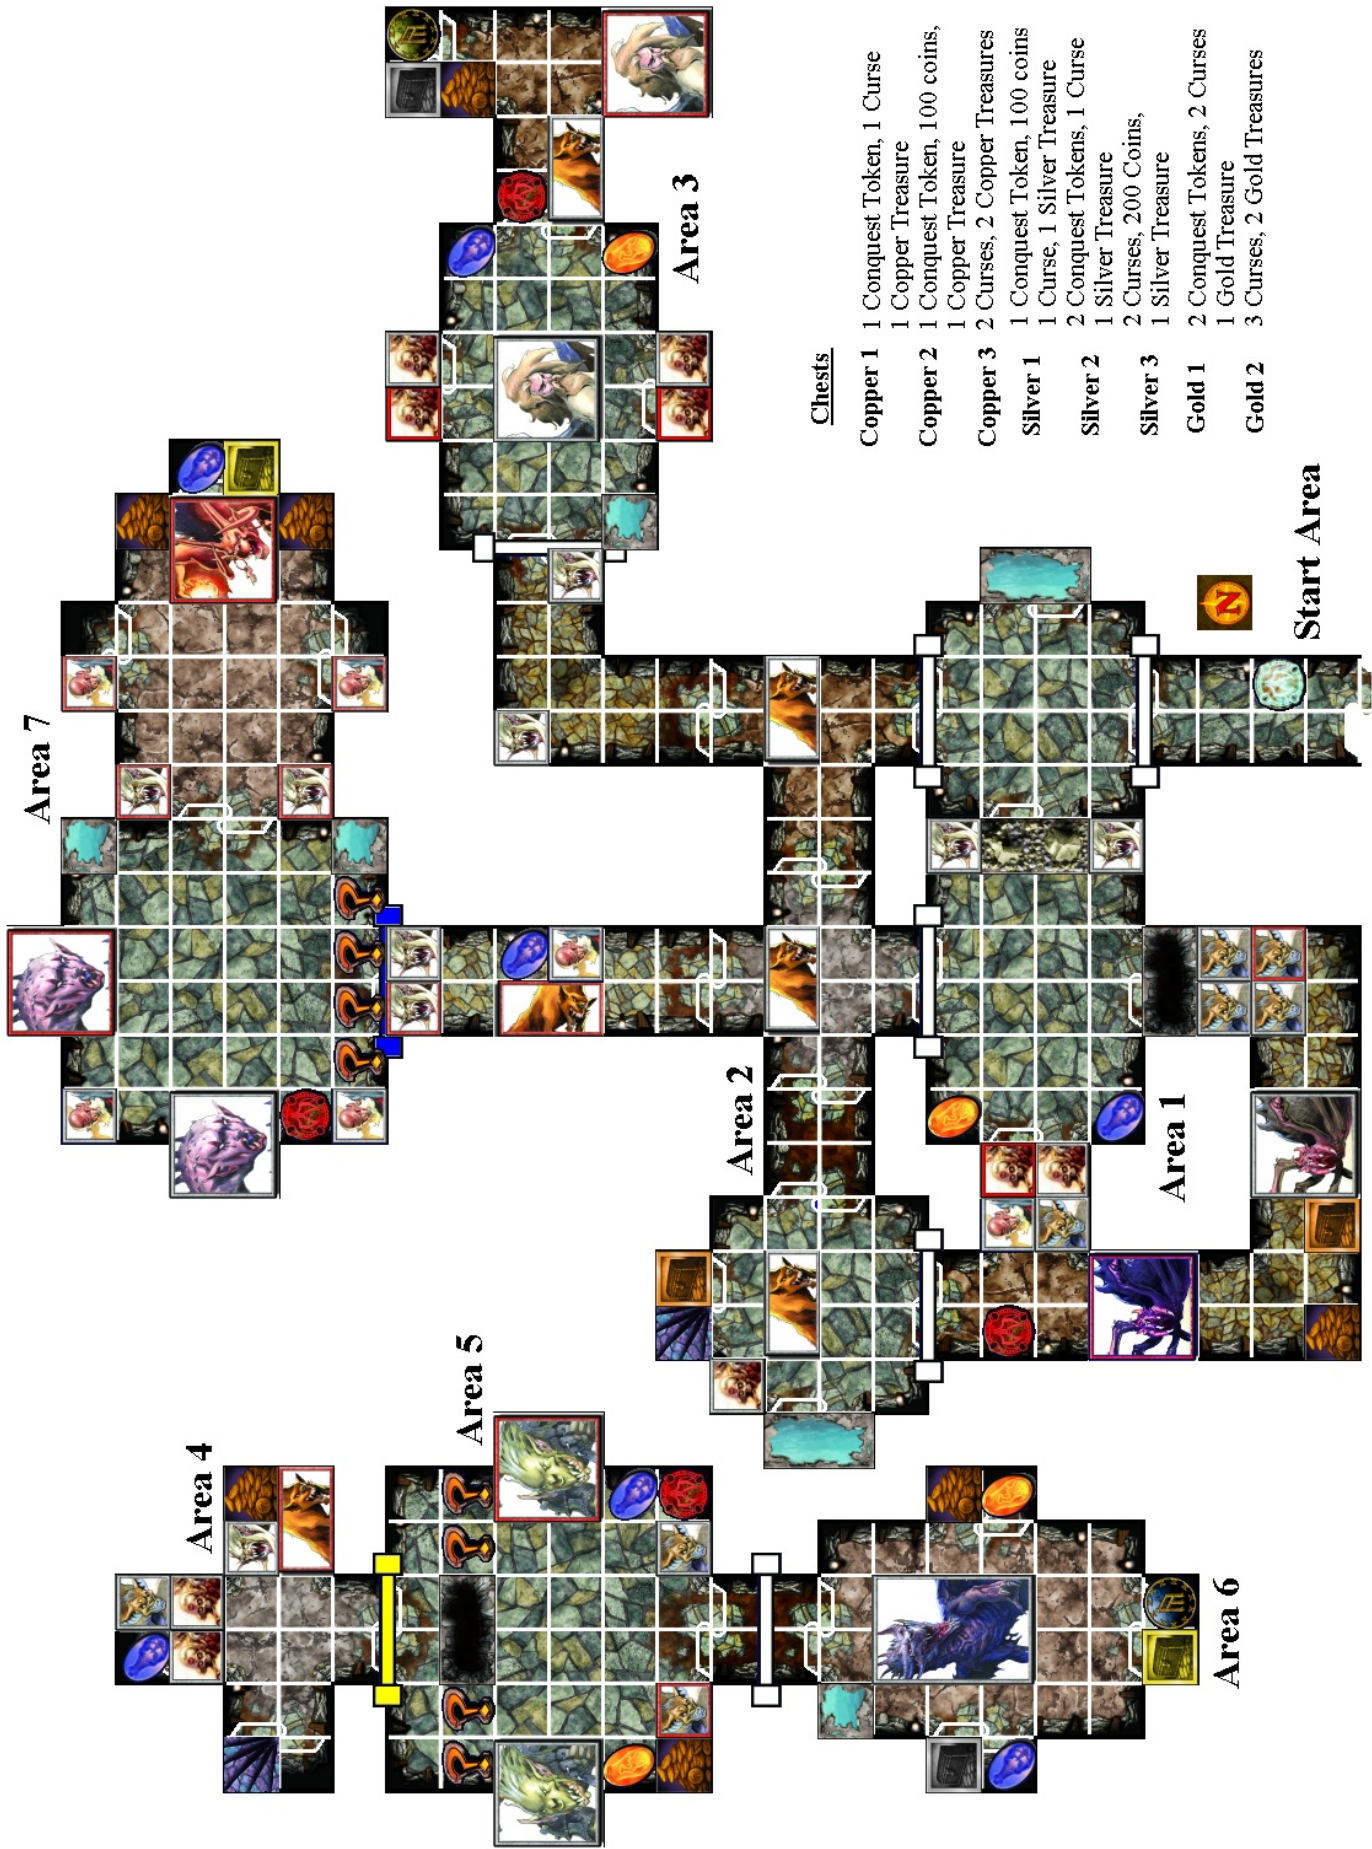 Area 7
Area 3
Area 4
Area 5
Area 2
Area 1
Area 6
Start Area
N
Chests
Copper 1 1 Conquest Token, 1 Curse
1 Copper Treasure
Copper 2 1 Conquest Token, 100 coins,
1 Copper Treasure
Copper 3 2 Curses, 2 Copper Treasures
Silver 1 1 Conquest Token, 100 coins
1 Curse, 1 Silver Treasure
Silver 2 2 Conquest Tokens, 1 Curse
1 Silver Treasure
Silver 3 2 Curses, 200 Coins,
1 Silver Treasure
Gold 1 2 Conquest Tokens, 2 Curses
1 Gold Treasure
Gold 2 3 Curses, 2 Gold Treasures